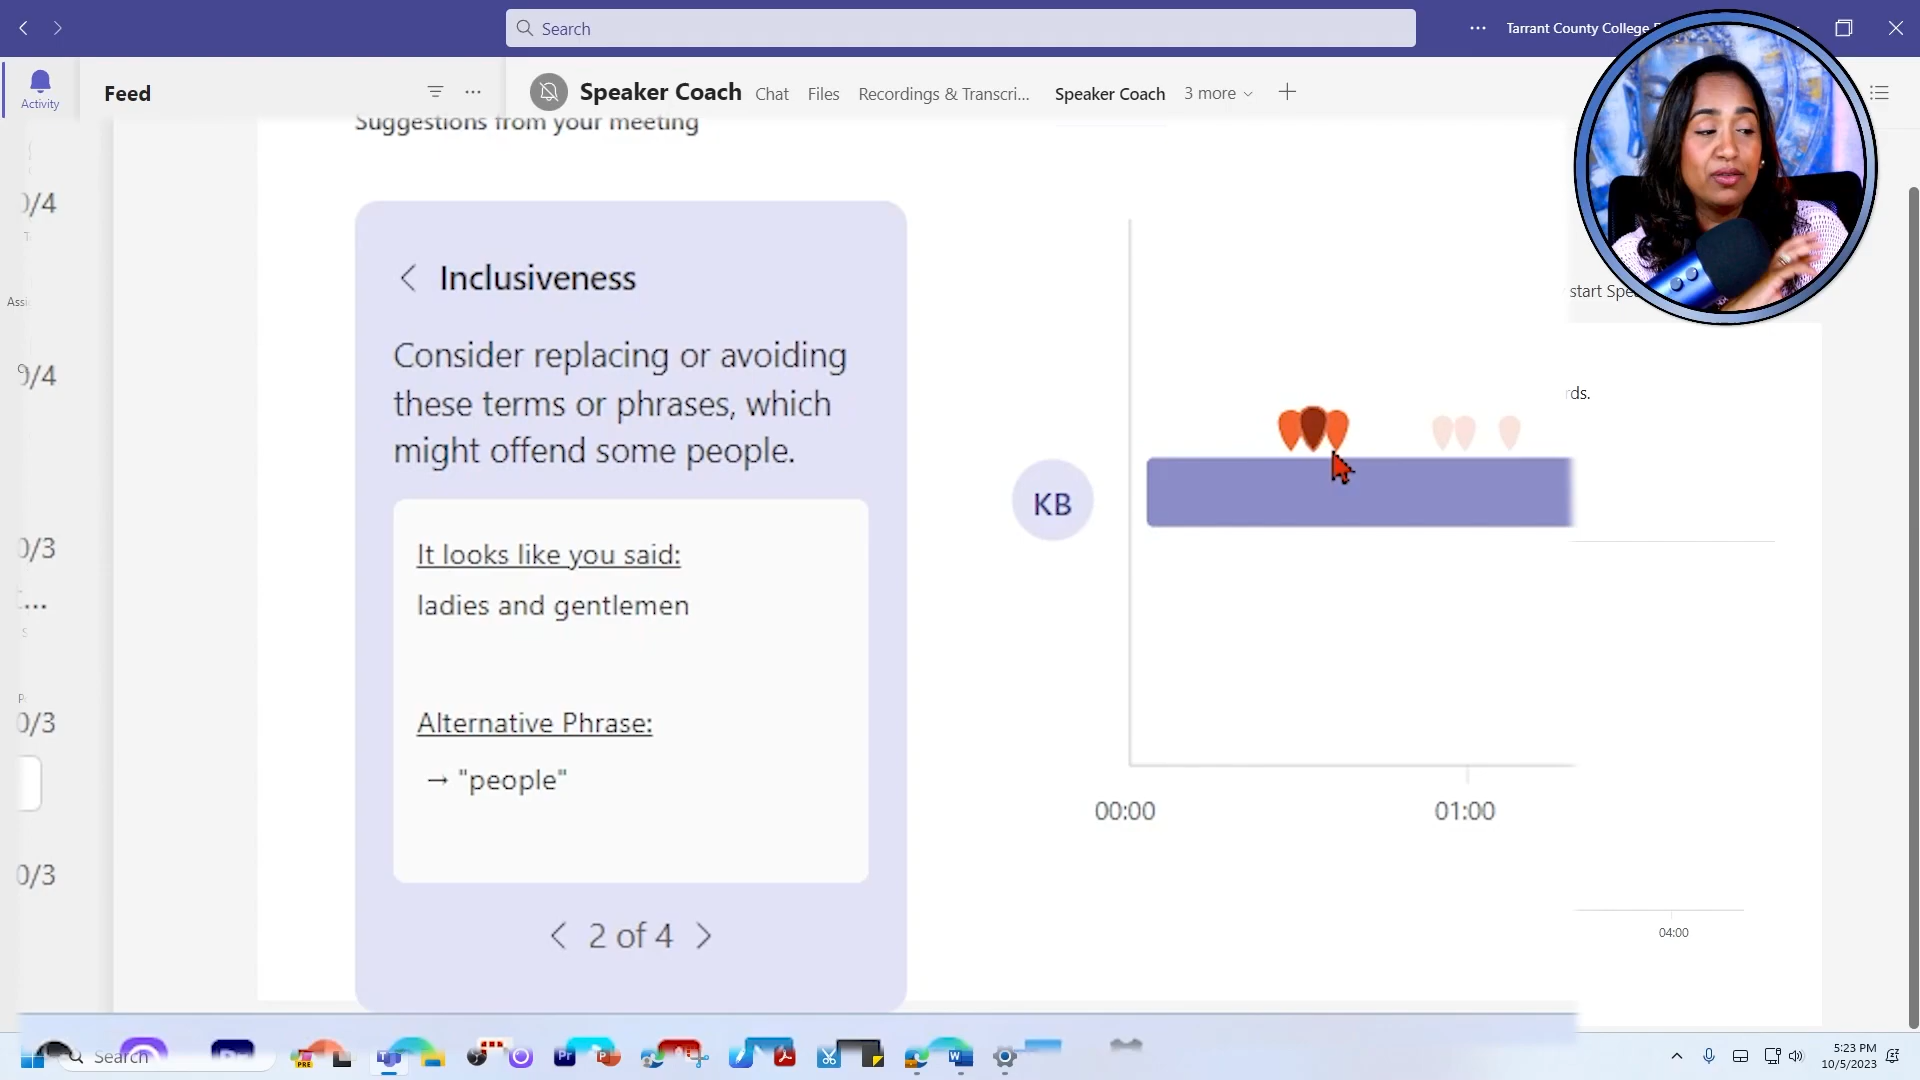 Search
Tarrant County College
Activity
Feed
Speaker Coach
Chat
Files
Recordings & Transcri...
Speaker Coach
3 more
Suggestions from your meeting
Inclusiveness
Consider replacing or avoiding
these terms or phrases, which
might offend some people.
It looks like you said:
ladies and gentlemen
Alternative Phrase:
→ "people"
2 of 4
KB
00:00
01:00
start
04:00
Search
5:23 PM
10/5/2023